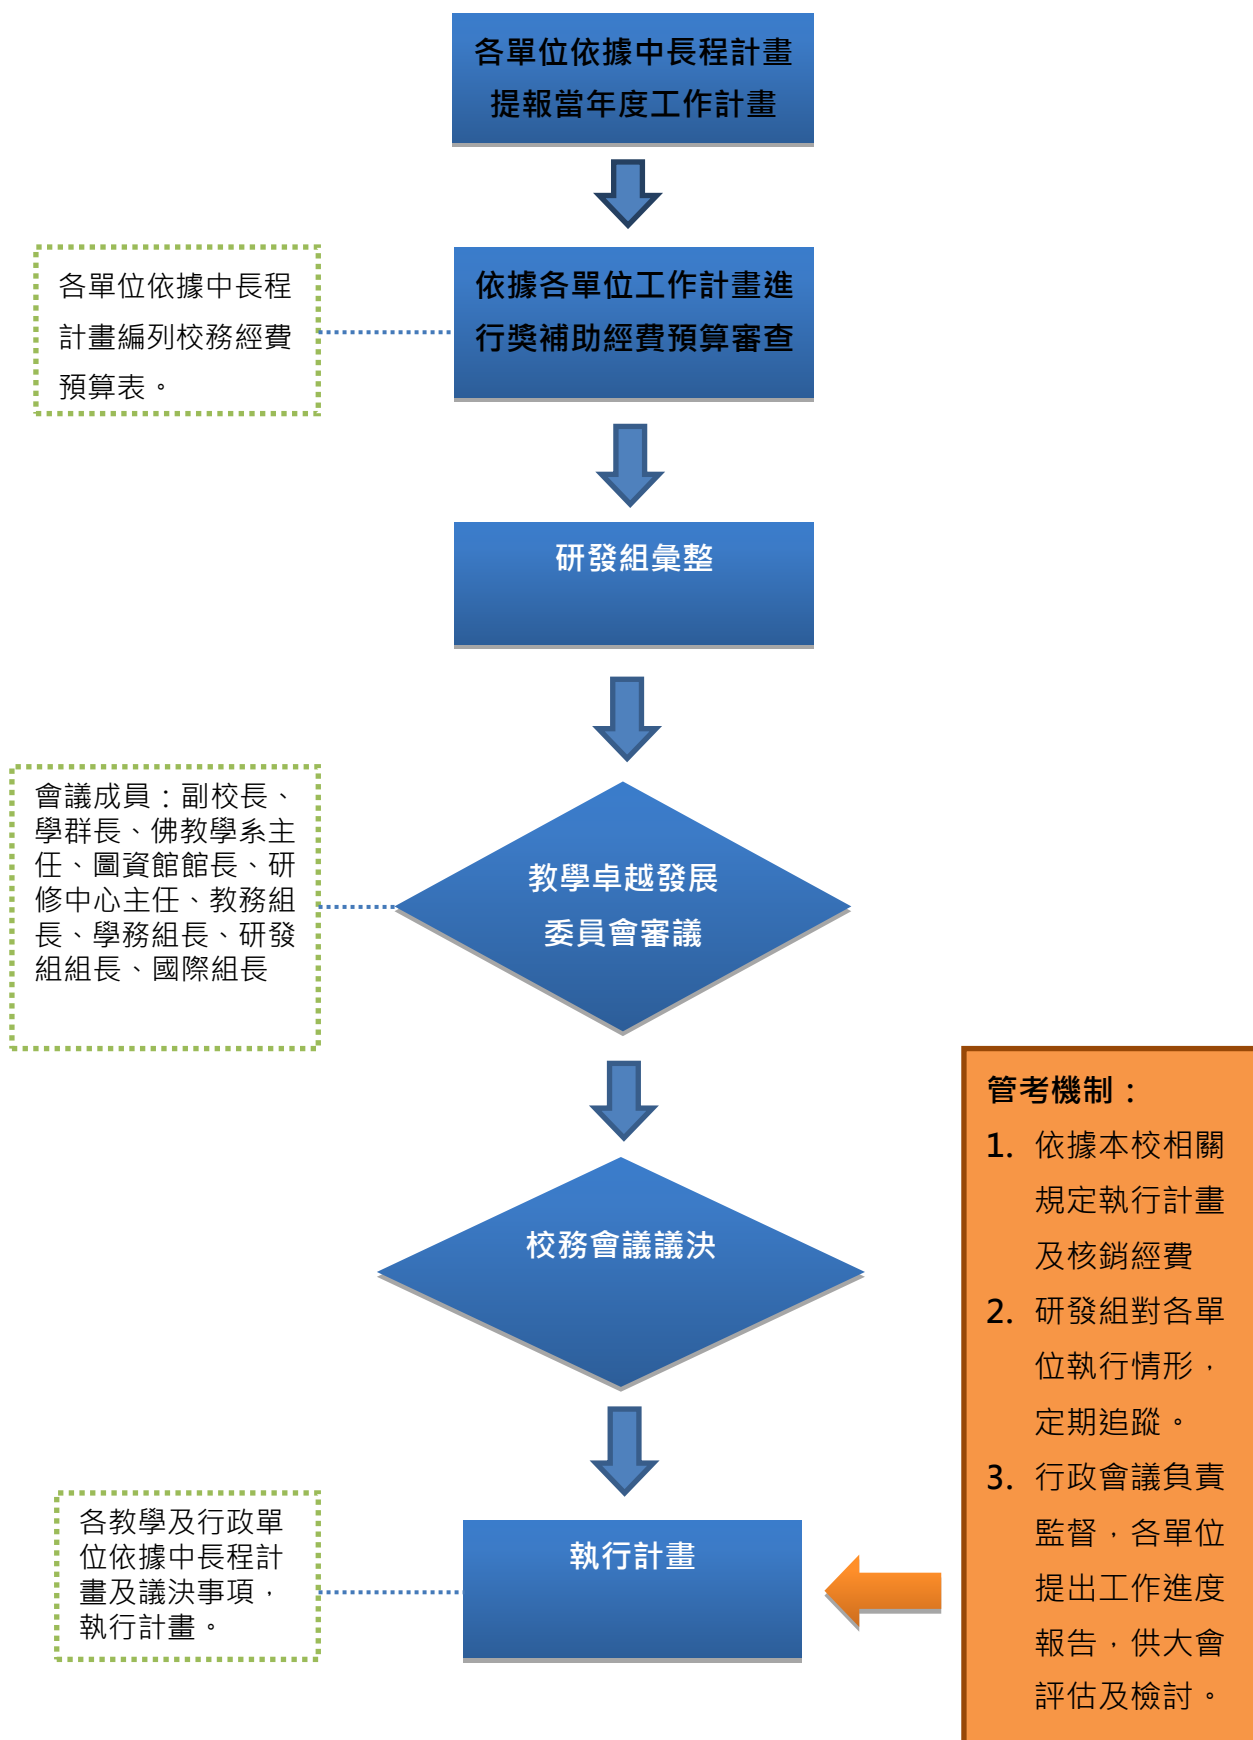 各單位依據中長程計畫
提報當年度工作計畫
各單位依據中長程
計畫編列校務經費
預算表。
依據各單位工作計畫進
行獎補助經費預算審查
研發組彙整
會議成員：副校長、
學群長、佛教學系主
任、圖資館館長、研
修中心主任、教務組
長、學務組長、研發
組組長、國際組長
教學卓越發展
委員會審議
校務會議議決
管考機制：
1. 依據本校相關
規定執行計畫
及核銷經費
2. 研發組對各單
位執行情形，
定期追蹤。
3. 行政會議負責
監督，各單位
提出工作進度
報告，供大會
評估及檢討。
各教學及行政單
位依據中長程計
畫及議決事項，
執行計畫。
執行計畫